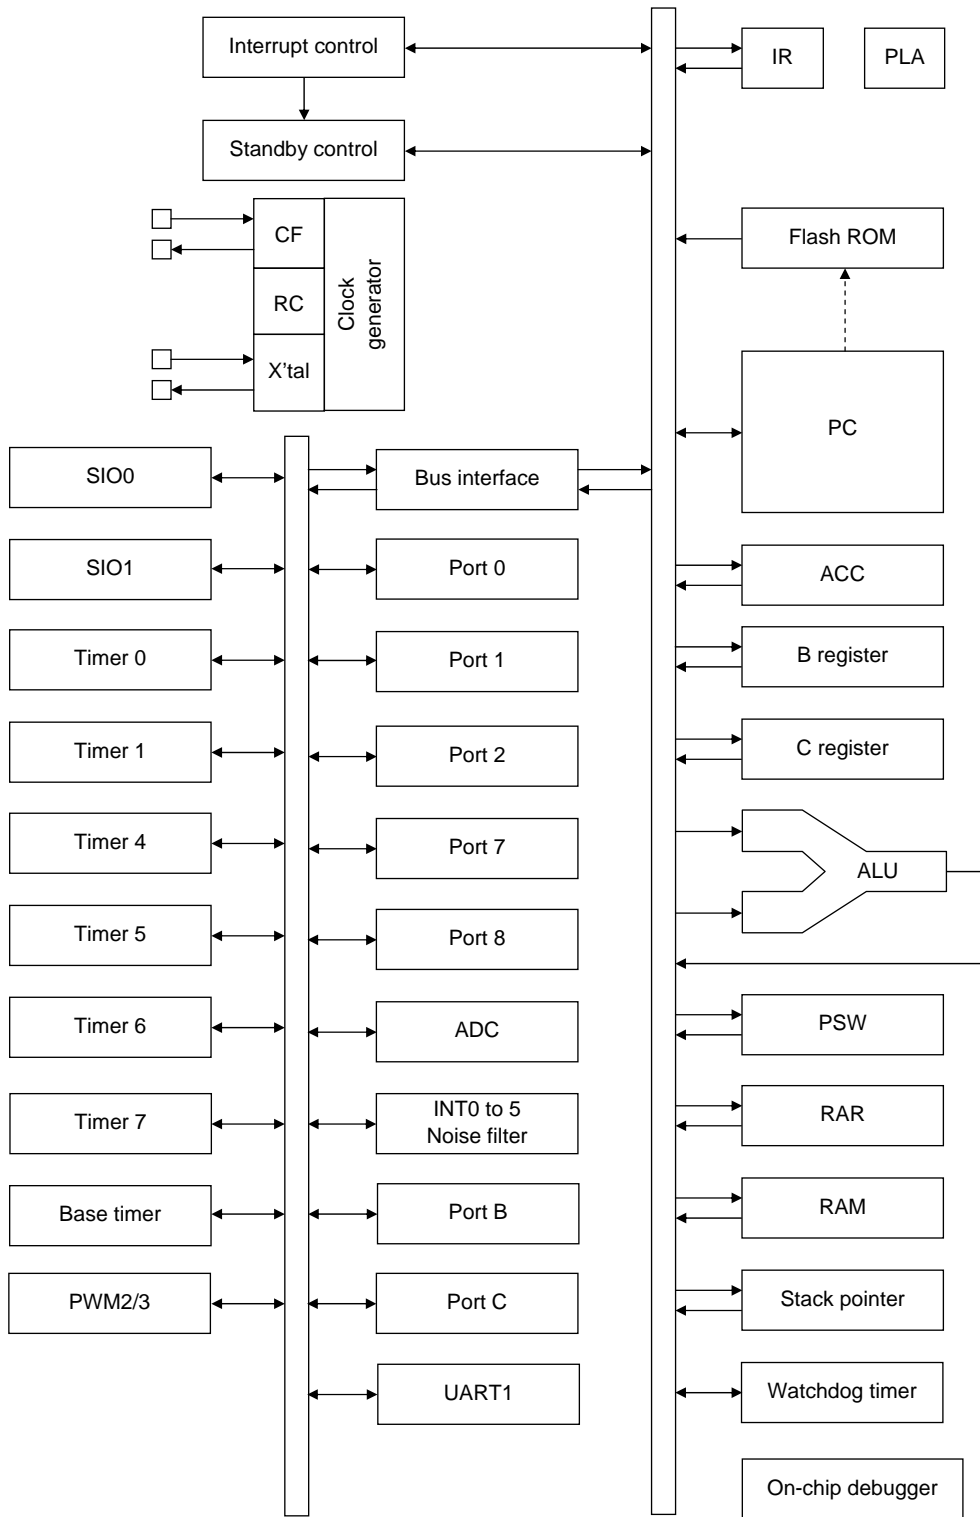 Interrupt control
IR
PLA
Standby control
CF
RC
X'tal
Clock
generator
Flash ROM
PC
SIO0
Bus interface
SIO1
Port 0
ACC
Timer 0
Port 1
B register
Timer 1
Port 2
C register
Timer 4
Port 7
ALU
Timer 5
Port 8
Timer 6
ADC
PSW
Timer 7
INT0 to 5
Noise filter
RAR
Base timer
Port B
RAM
PWM2/3
Port C
Stack pointer
UART1
Watchdog timer
On-chip debugger